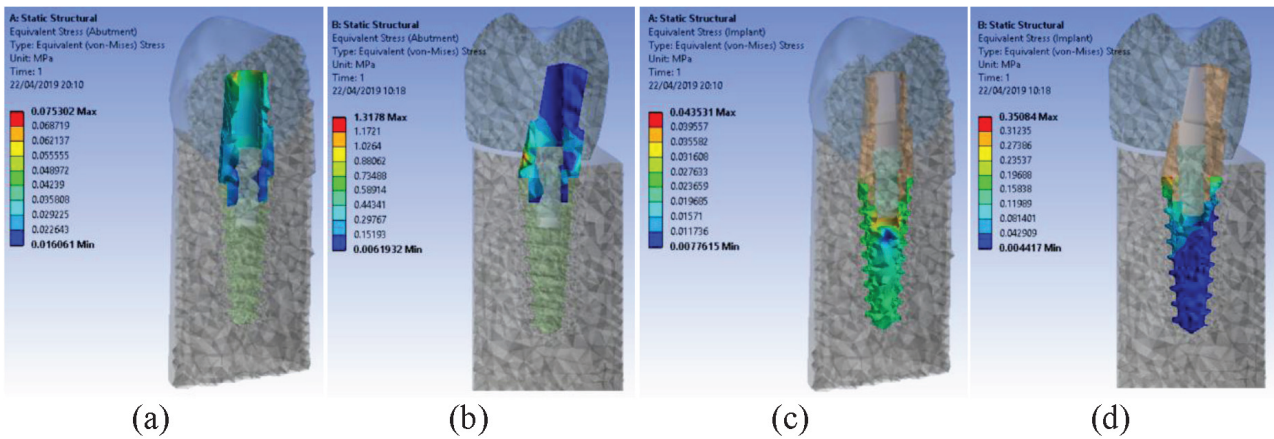 A: Static Structural
Equivalent Stress (Abutment)
Type: Equivalent (von-Mises) Stress
Unit: MPa
Time: 1
22/04/2019 20:10
0.075302 Max
0.068719
0.062137
0.055555
0.048972
0.04239
0.035808
0.029225
0.022643
0.016061 Min
(a)
B: Static Structural
Equivalent Stress (Abutment)
Type: Equivalent (von-Mises) Stress
Unit: MPa
Time: 1
22/04/2019 10:18
1.3178 Max
1.1721
1.0264
0.88062
0.73488
0.58914
0.44341
0.29767
0.15193
0.0061932 Min
(b)
A: Static Structural
Equivalent Stress (Implant)
Type: Equivalent (von-Mises) Stress
Unit: MPa
Time: 1
22/04/2019 20:10
0.043531 Max
0.039557
0.035582
0.031608
0.027633
0.023659
0.019685
0.01571
0.011736
0.0077615 Min
(c)
B: Static Structural
Equivalent Stress (Implant)
Type: Equivalent (von-Mises) Stress
Unit: MPa
Time: 1
22/04/2019 10:18
0.35084 Max
0.31235
0.27386
0.23537
0.19688
0.15838
0.11989
0.081401
0.042909
0.004417 Min
(d)